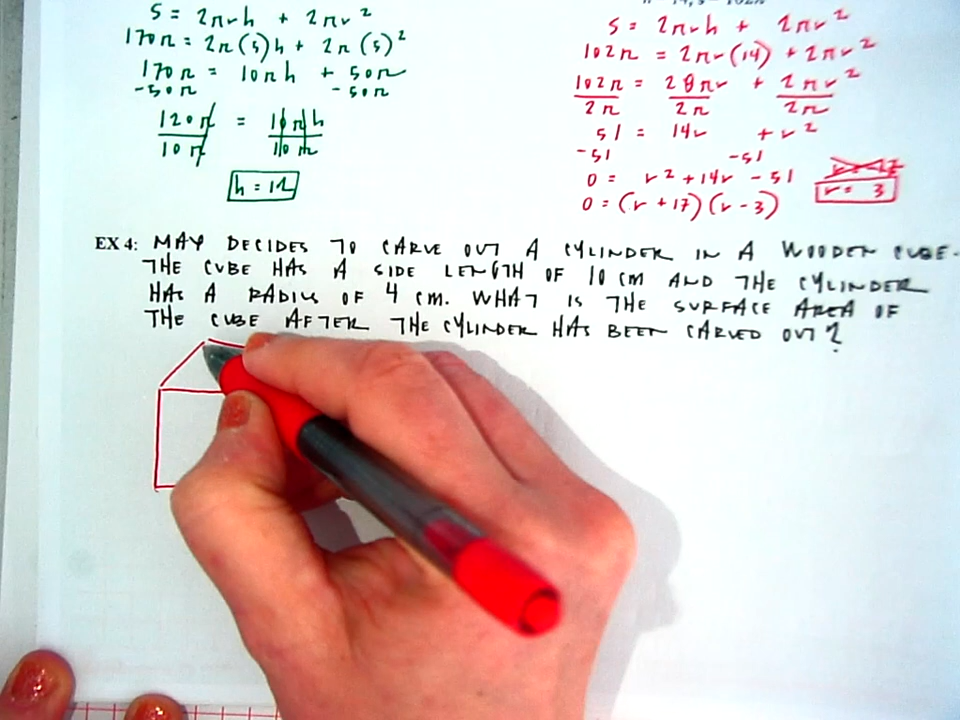 S = 2πrh + 2πr²
170π = 2π(5)h + 2π(5)²
170π = 10πh + 50π
-50π -50π
120π = 10πh
10π 10π
h = 12
S = 2πrh + 2πr²
102π = 2πr(14) + 2πr²
102π = 28πr + 2πr²
2π 2π 2π
51 = 14r + r²
-51 -51
0 = r² + 14r - 51
0 = (r + 17)(r - 3)
r = 3
EX 4: MAY DECIDES TO CARVE OUT A CYLINDER IN A WOODEN CUBE.
THE CUBE HAS A SIDE LENGTH OF 10 CM AND THE CYLINDER
HAS A RADIUS OF 4 CM. WHAT IS THE SURFACE AREA OF
THE CUBE AFTER THE CYLINDER HAS BEEN CARVED OUT?